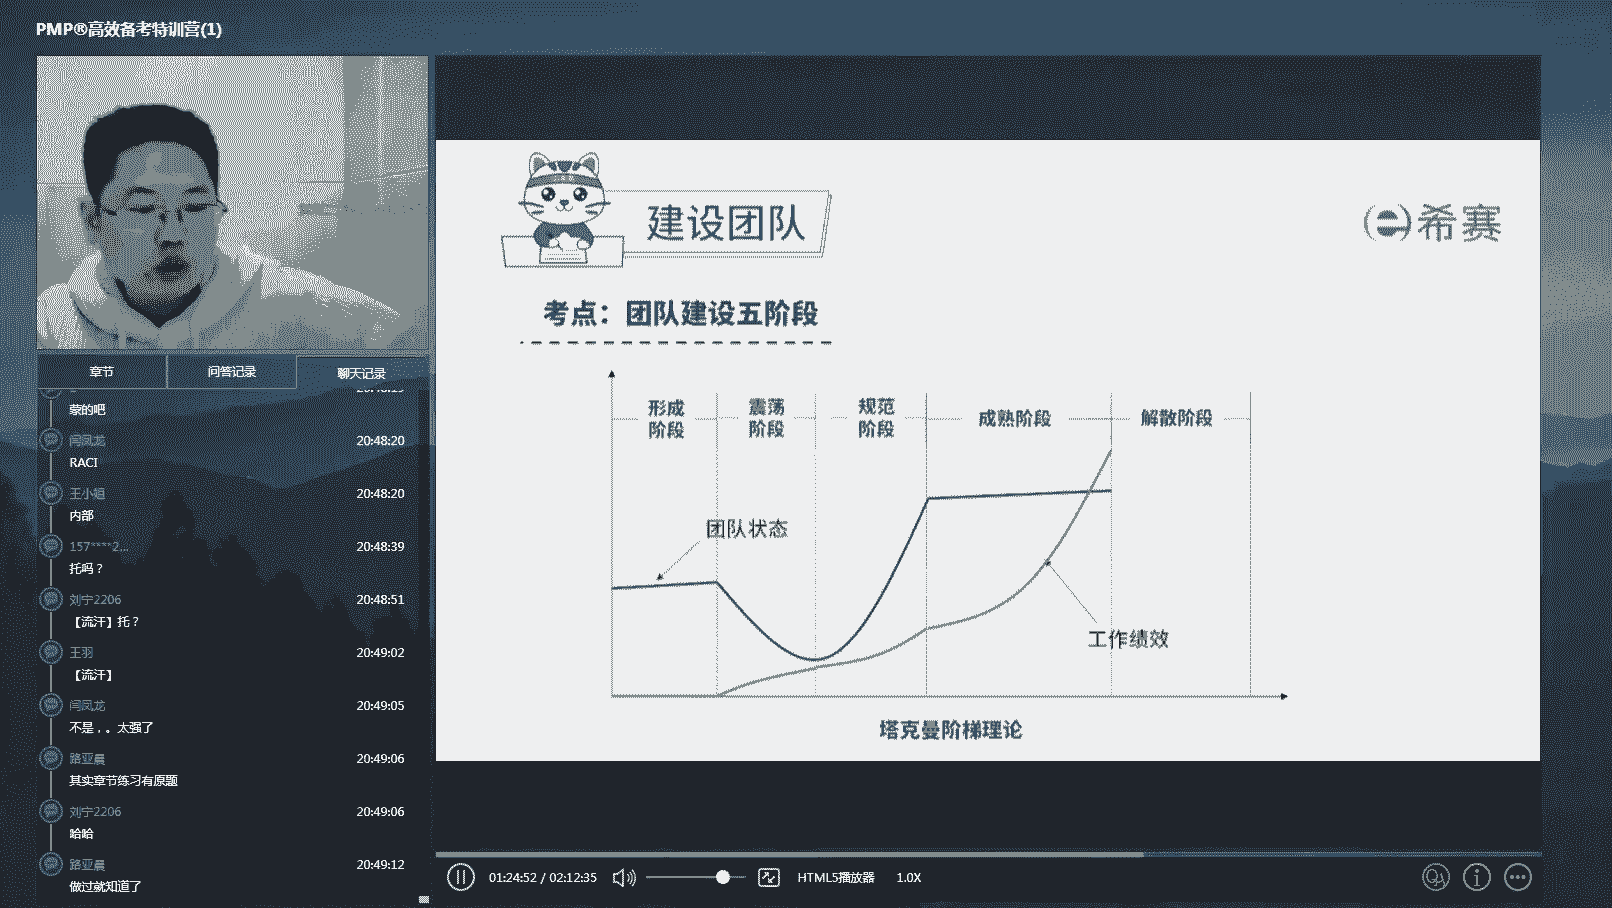 PMP®高效备考特训营(1)
章节
问答记录
聊天记录
蒙的吧
闫凤龙
20:48:20
RACI
王小姐
20:48:20
内部
157****2...
20:48:39
托吗？
刘宁2206
20:48:51
【流汗】托？
王羽
20:49:02
【流汗】
闫凤龙
20:49:05
不是，。太强了
路亚晨
20:49:06
其实章节练习有原题
刘宁2206
20:49:06
哈哈
路亚晨
20:49:12
做过就知道了
建设团队
希赛
考点：团队建设五阶段
形成
阶段
震荡
阶段
规范
阶段
成熟阶段
解散阶段
团队状态
工作绩效
塔克曼阶梯理论
01:24:52 / 02:12:35
HTML5播放器
1.0X